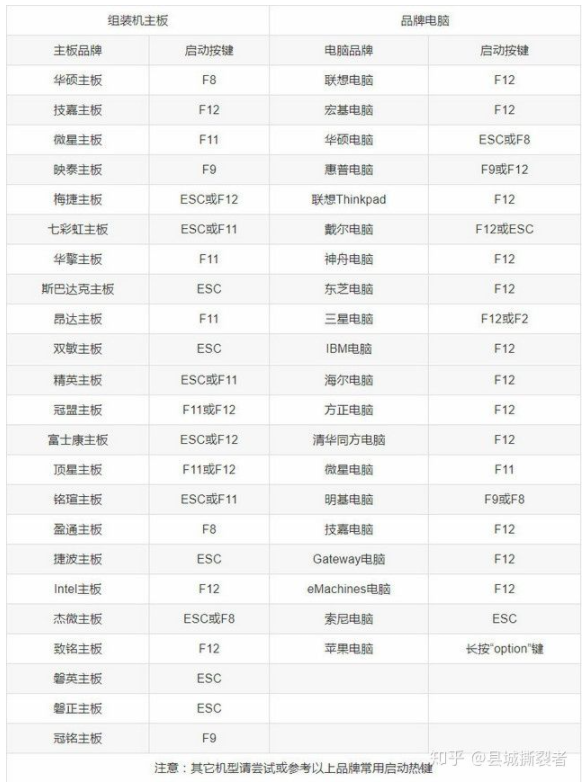 组装机主板 品牌电脑
主板品牌 启动按键 电脑品牌 启动按键
华硕主板 F8 联想电脑 F12
技嘉主板 F12 宏基电脑 F12
微星主板 F11 华硕电脑 ESC或F8
映泰主板 F9 惠普电脑 F9或F12
梅捷主板 ESC或F12 联想Thinkpad F12
七彩虹主板 ESC或F11 戴尔电脑 F12或ESC
华擎主板 F11 神舟电脑 F12
斯巴达克主板 ESC 东芝电脑 F12
昂达主板 F11 三星电脑 F12或F2
双敏主板 ESC IBM电脑 F12
精英主板 ESC或F11 海尔电脑 F12
冠盟主板 F11或F12 方正电脑 F12
富士康主板 ESC或F12 清华同方电脑 F12
顶星主板 F11或F12 微星电脑 F11
铭瑄主板 ESC或F11 明基电脑 F9或F8
盈通主板 F8 技嘉电脑 F12
捷波主板 ESC Gateway电脑 F12
Intel主板 F12 eMachines电脑 F12
杰微主板 ESC或F8 索尼电脑 ESC
致铭主板 F12 苹果电脑 长按“option”键
磐英主板 ESC
磐正主板 ESC
冠铭主板 F9
注意：其它机型请尝试或参考以上品牌常用启动热键
知乎 @县城撕裂者